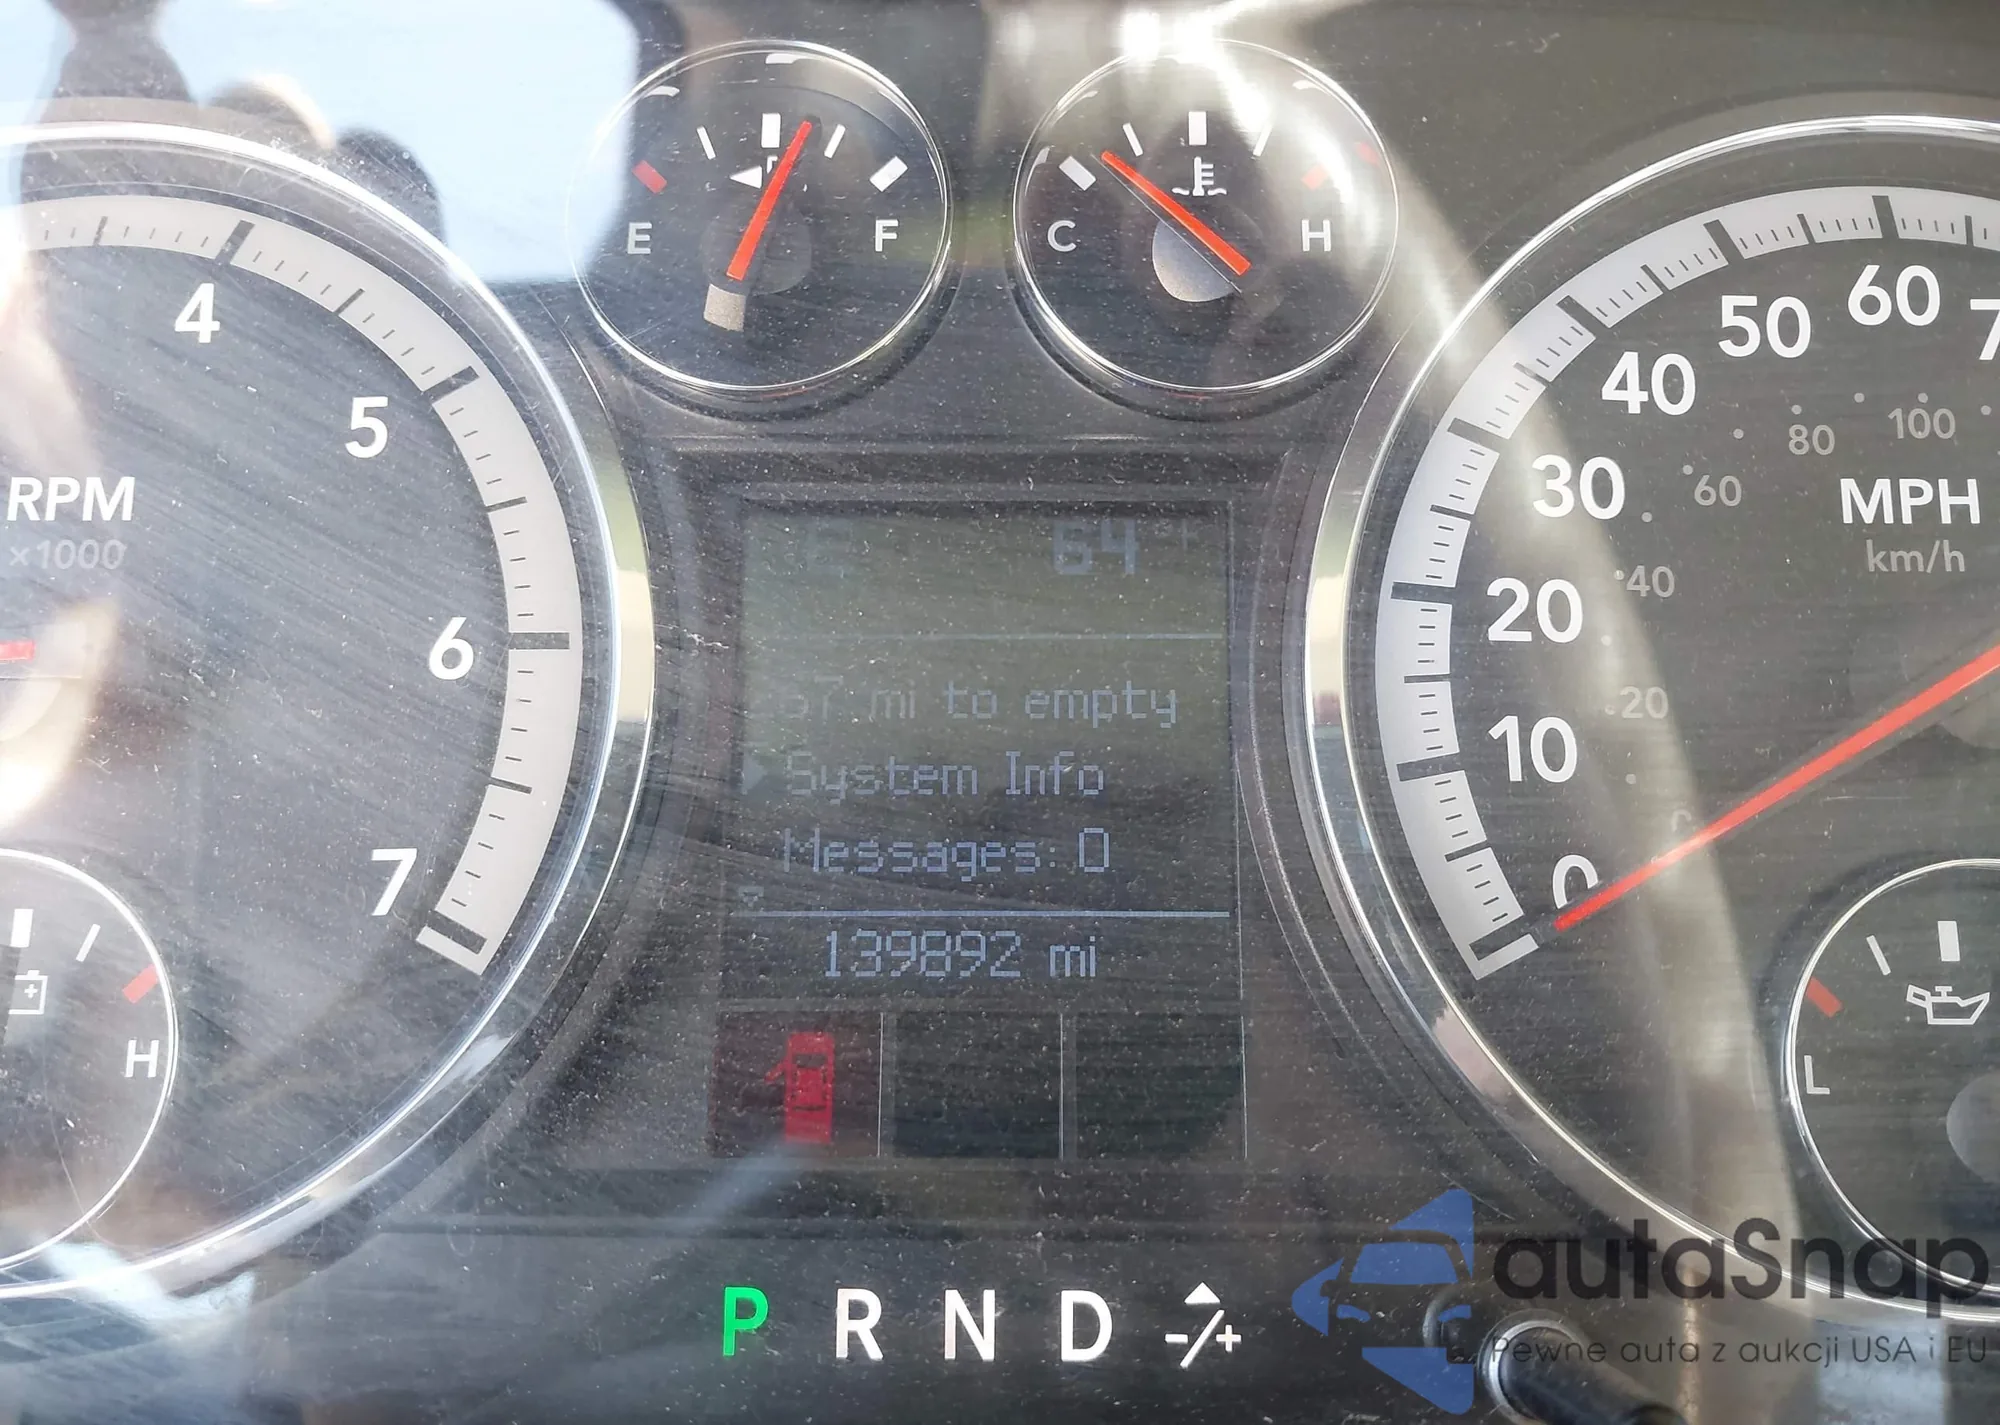 E F
C H
4
5
6
7
RPM
×1000
H
64
mi to empty
System Info
Messages: 0
139892 mi
P R N D -/+
0
10
20
30
40
50
60
20
40
60
80
100
MPH
km/h
L
autaSnap
Pewne auta z aukcji USA i EU